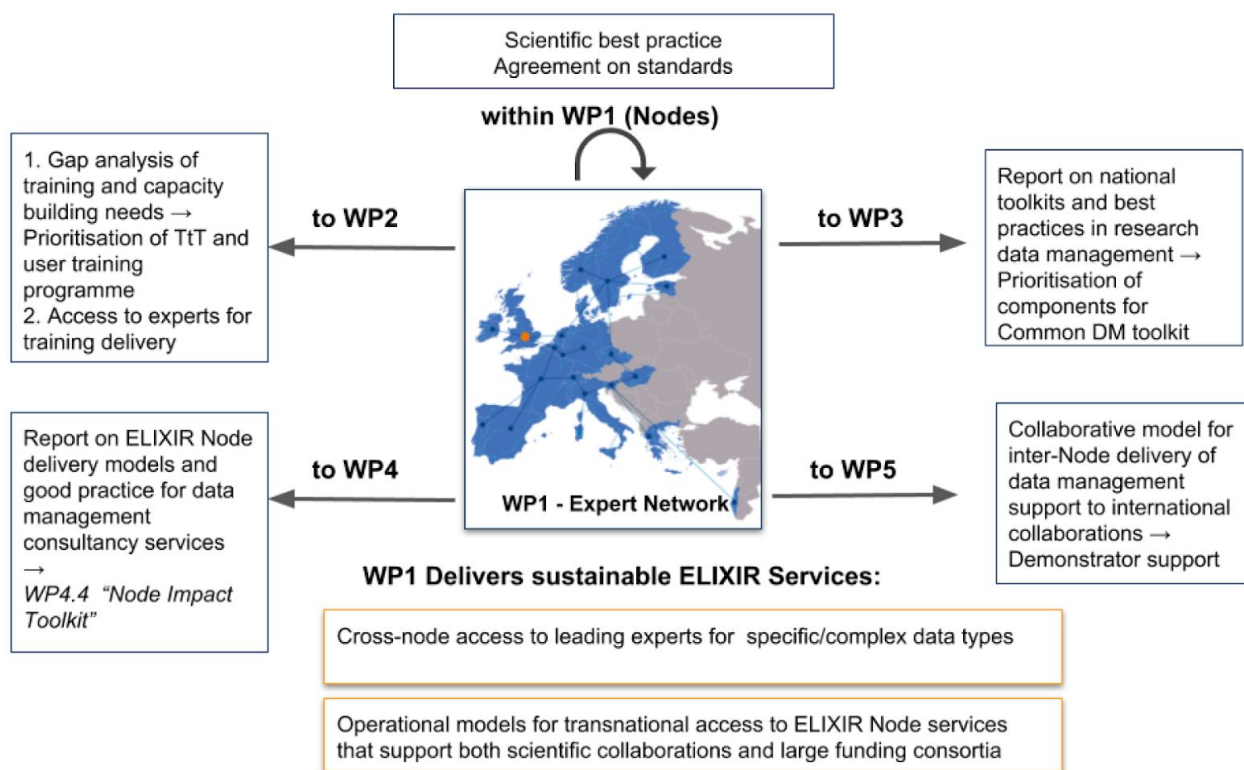 Scientific best practice
Agreement on standards
within WP1 (Nodes)
1. Gap analysis of
training and capacity
building needs →
Prioritisation of TtT and
user training
programme
2. Access to experts for
training delivery
to WP2
to WP3
Report on national
toolkits and best
practices in research
data management →
Prioritisation of
components for
Common DM toolkit
Report on ELIXIR Node
delivery models and
good practice for data
management
consultancy services
→
WP4.4 “Node Impact
Toolkit”
to WP4
WP1 - Expert Network
to WP5
Collaborative model for
inter-Node delivery of
data management
support to international
collaborations →
Demonstrator support
WP1 Delivers sustainable ELIXIR Services:
Cross-node access to leading experts for specific/complex data types
Operational models for transnational access to ELIXIR Node services
that support both scientific collaborations and large funding consortia